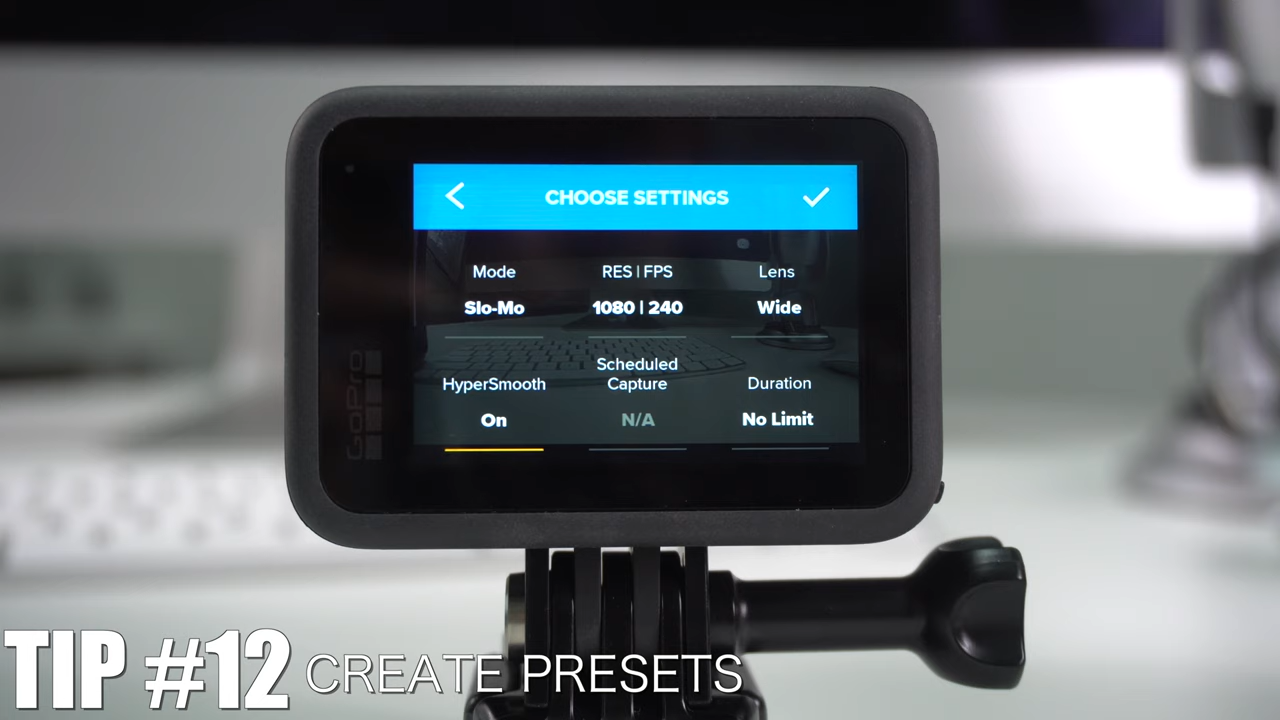 CHOOSE SETTINGS
Mode RES | FPS Lens
Slo-Mo 1080 | 240 Wide
HyperSmooth Scheduled Capture Duration
On N/A No Limit
GoPro
TIP #12 CREATE PRESETS